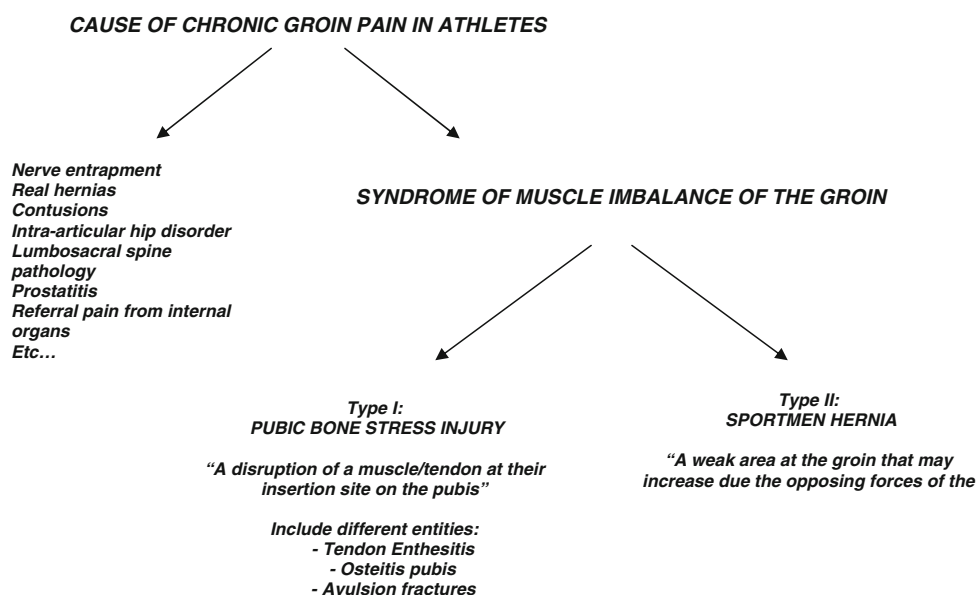 CAUSE OF CHRONIC GROIN PAIN IN ATHLETES
Nerve entrapment
Real hernias
Contusions
Intra-articular hip disorder
Lumbosacral spine
pathology
Prostatitis
Referral pain from internal
organs
Etc…
SYNDROME OF MUSCLE IMBALANCE OF THE GROIN
Type I:
PUBIC BONE STRESS INJURY
“A disruption of a muscle/tendon at their
insertion site on the pubis”
Include different entities:
- Tendon Enthesitis
- Osteitis pubis
- Avulsion fractures
Type II:
SPORTMEN HERNIA
“A weak area at the groin that may
increase due the opposing forces of the